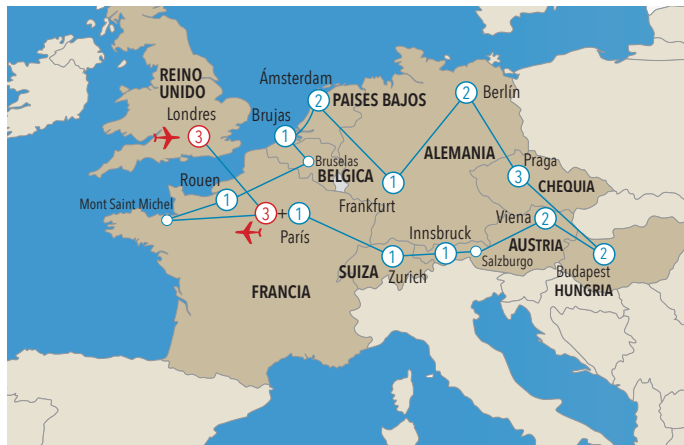 REINO
UNIDO
Londres
3
Ámsterdam
2
PAISES BAJOS
Berlín
2
Brujas
1
Bruselas
BELGICA
ALEMANIA
Praga
3
CHEQUIA
Rouen
1
Mont Saint Michel
3
+
1
París
Frankfurt
1
Viena
2
AUSTRIA
Innsbruck
1
Salzburgo
Budapest
2
HUNGRIA
SUIZA
1
Zurich
FRANCIA